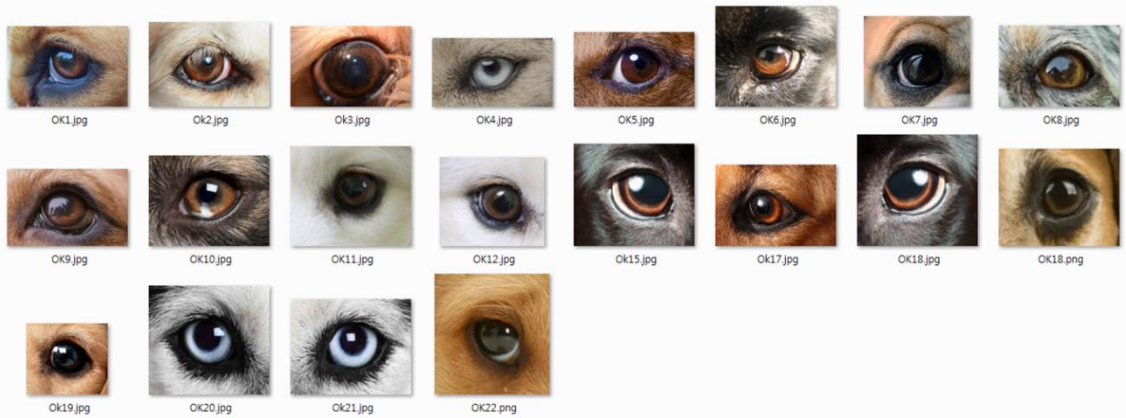 OK1.jpg
Ok2.jpg
Ok3.jpg
OK4.jpg
OK5.jpg
OK6.jpg
OK7.jpg
OK8.jpg
OK9.jpg
OK10.jpg
OK11.jpg
OK12.jpg
Ok15.jpg
Ok17.jpg
OK18.jpg
OK18.png
Ok19.jpg
OK20.jpg
Ok21.jpg
OK22.png